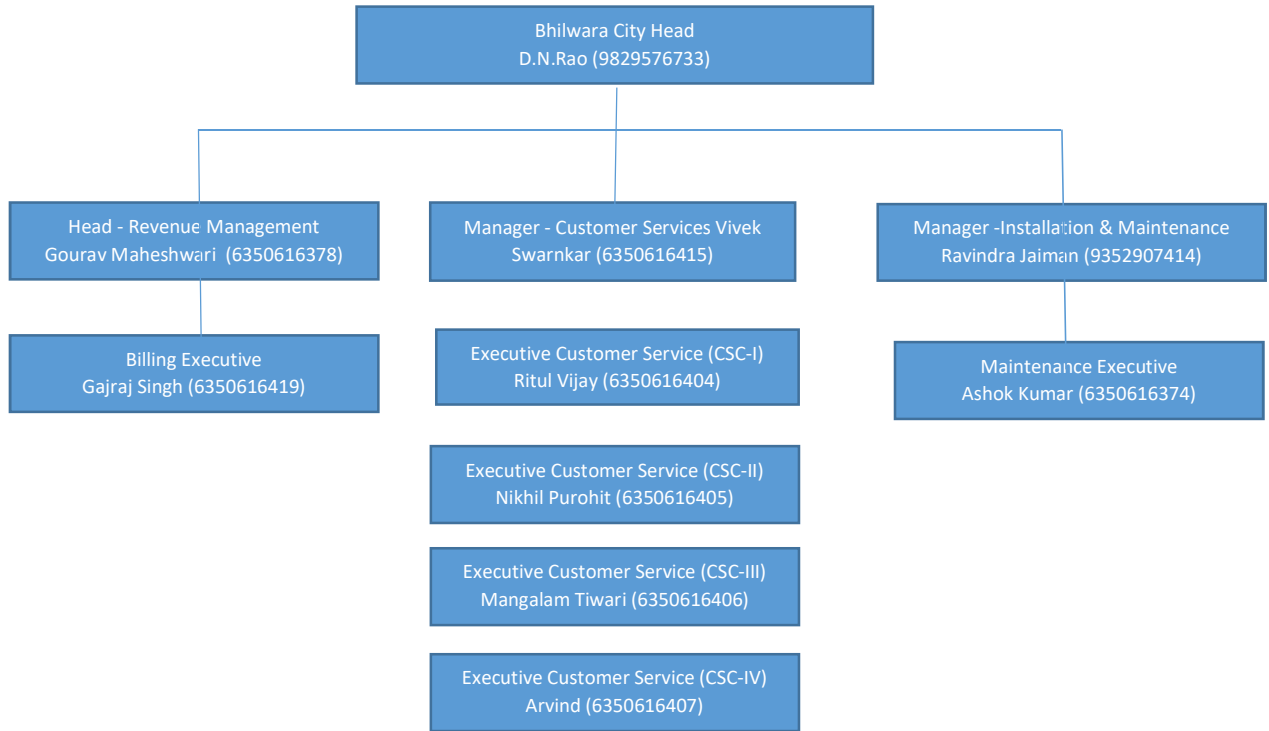 Bhilwara City Head
D.N.Rao (9829576733)
Head - Revenue Management
Gourav Maheshwari (6350616378)
Manager - Customer Services Vivek
Swarnkar (6350616415)
Manager -Installation & Maintenance
Ravindra Jaiman (9352907414)
Billing Executive
Gajraj Singh (6350616419)
Executive Customer Service (CSC-I)
Ritul Vijay (6350616404)
Maintenance Executive
Ashok Kumar (6350616374)
Executive Customer Service (CSC-II)
Nikhil Purohit (6350616405)
Executive Customer Service (CSC-III)
Mangalam Tiwari (6350616406)
Executive Customer Service (CSC-IV)
Arvind (6350616407)